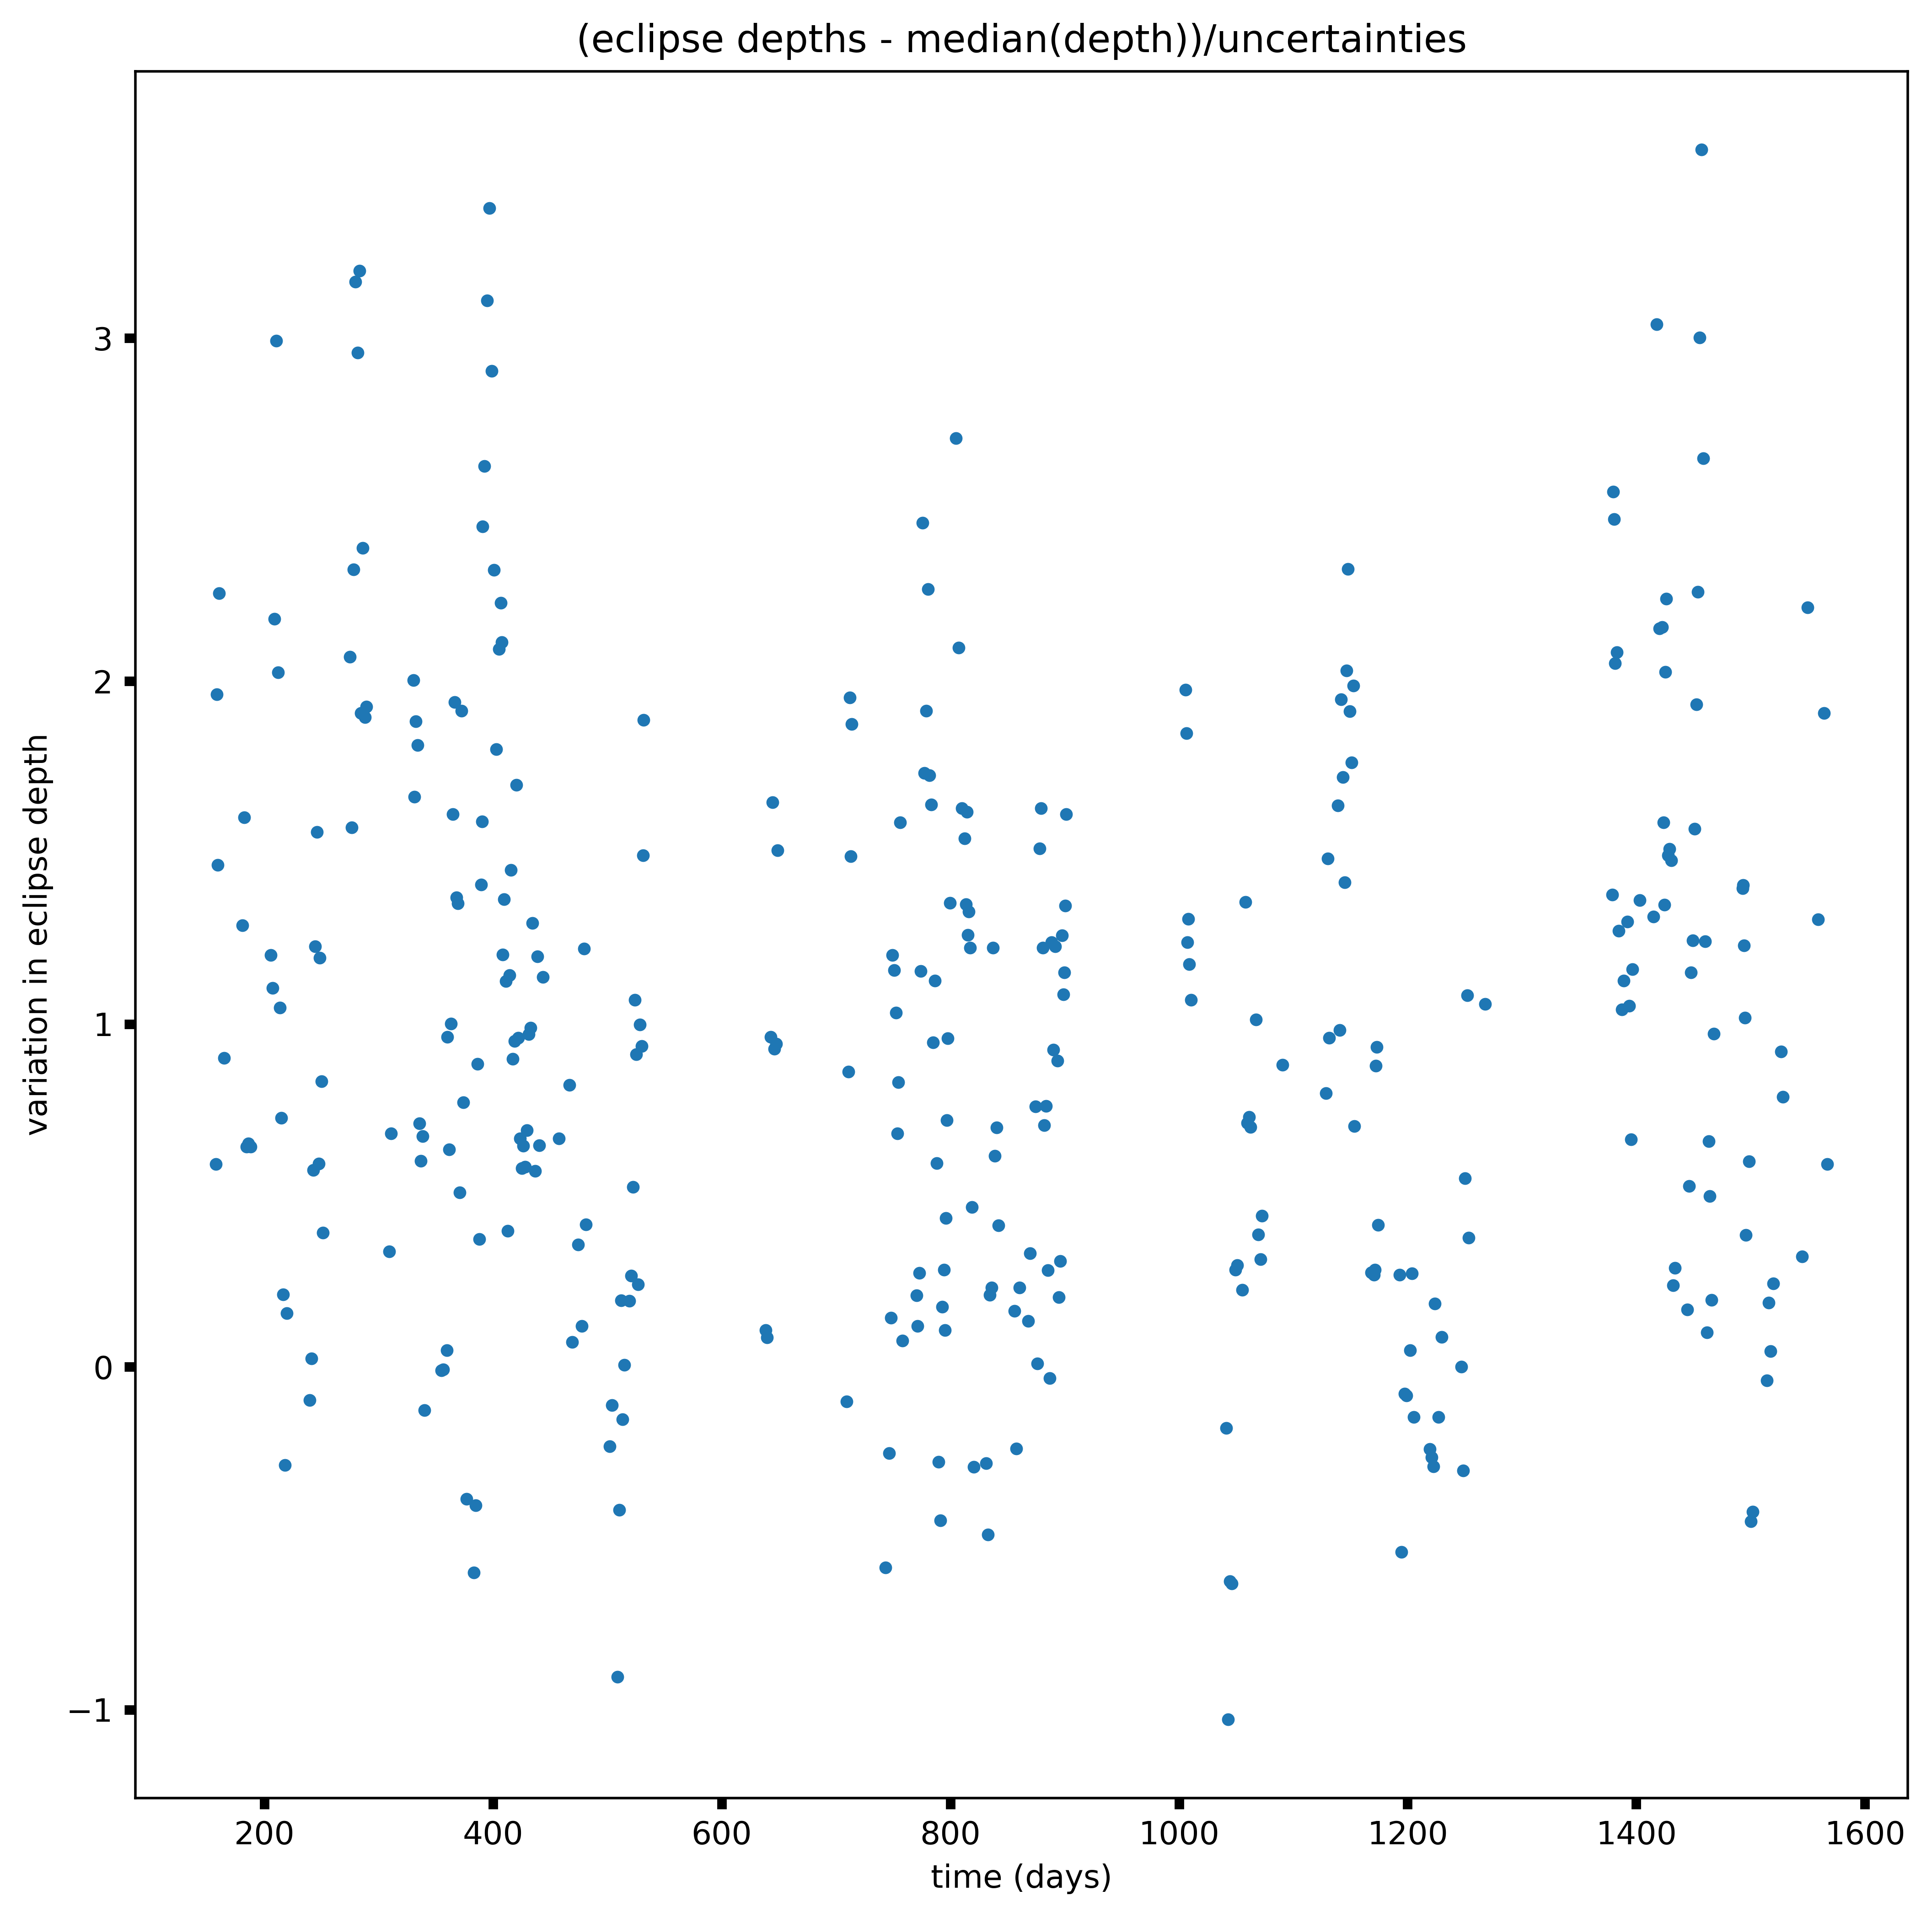 (eclipse depths - median(depth))/uncertainties
variation in eclipse depth
3
2
1
0
−1
200 400 600 800 1000 1200 1400 1600
time (days)